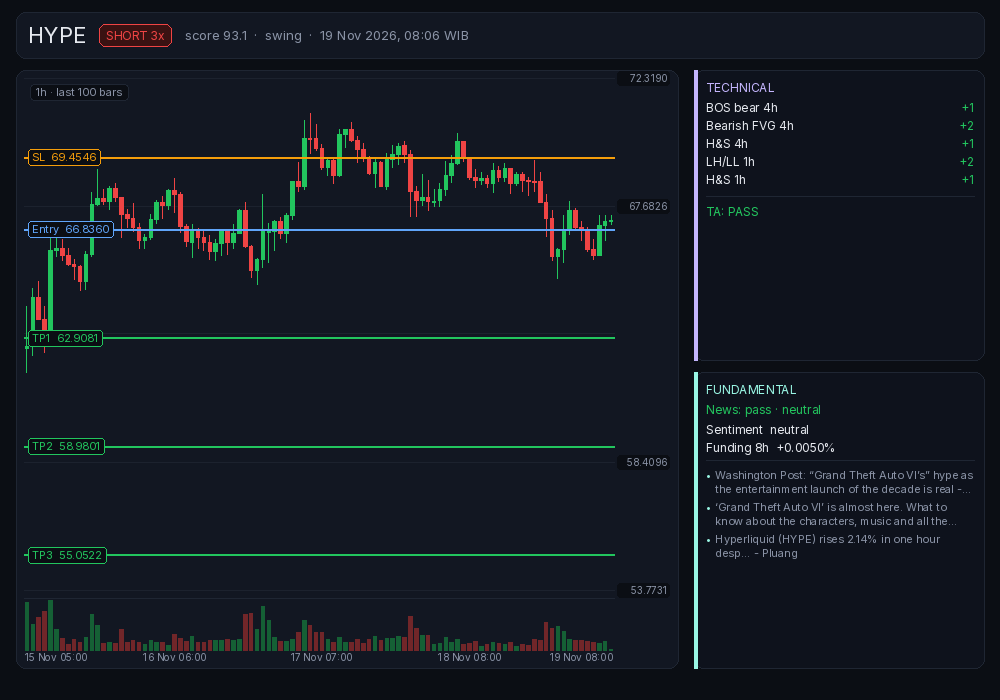 HYPE SHORT 3x score 93.1 · swing · 19 Nov 2026, 08:06 WIB
1h · last 100 bars
72.3190
SL 69.4546
67.6826
Entry 66.8360
TP1 62.9081
TP2 58.9801
58.4096
TP3 55.0522
53.7731
15 Nov 05:00 16 Nov 06:00 17 Nov 07:00 18 Nov 08:00 19 Nov 08:00
TECHNICAL
BOS bear 4h +1
Bearish FVG 4h +2
H&S 4h +1
LH/LL 1h +2
H&S 1h +1
TA: PASS
FUNDAMENTAL
News: pass · neutral
Sentiment neutral
Funding 8h +0.0050%
• Washington Post: “Grand Theft Auto VI’s” hype as
the entertainment launch of the decade is real -...
• ‘Grand Theft Auto VI’ is almost here. What to
know about the characters, music and all the...
• Hyperliquid (HYPE) rises 2.14% in one hour
desp... - Pluang